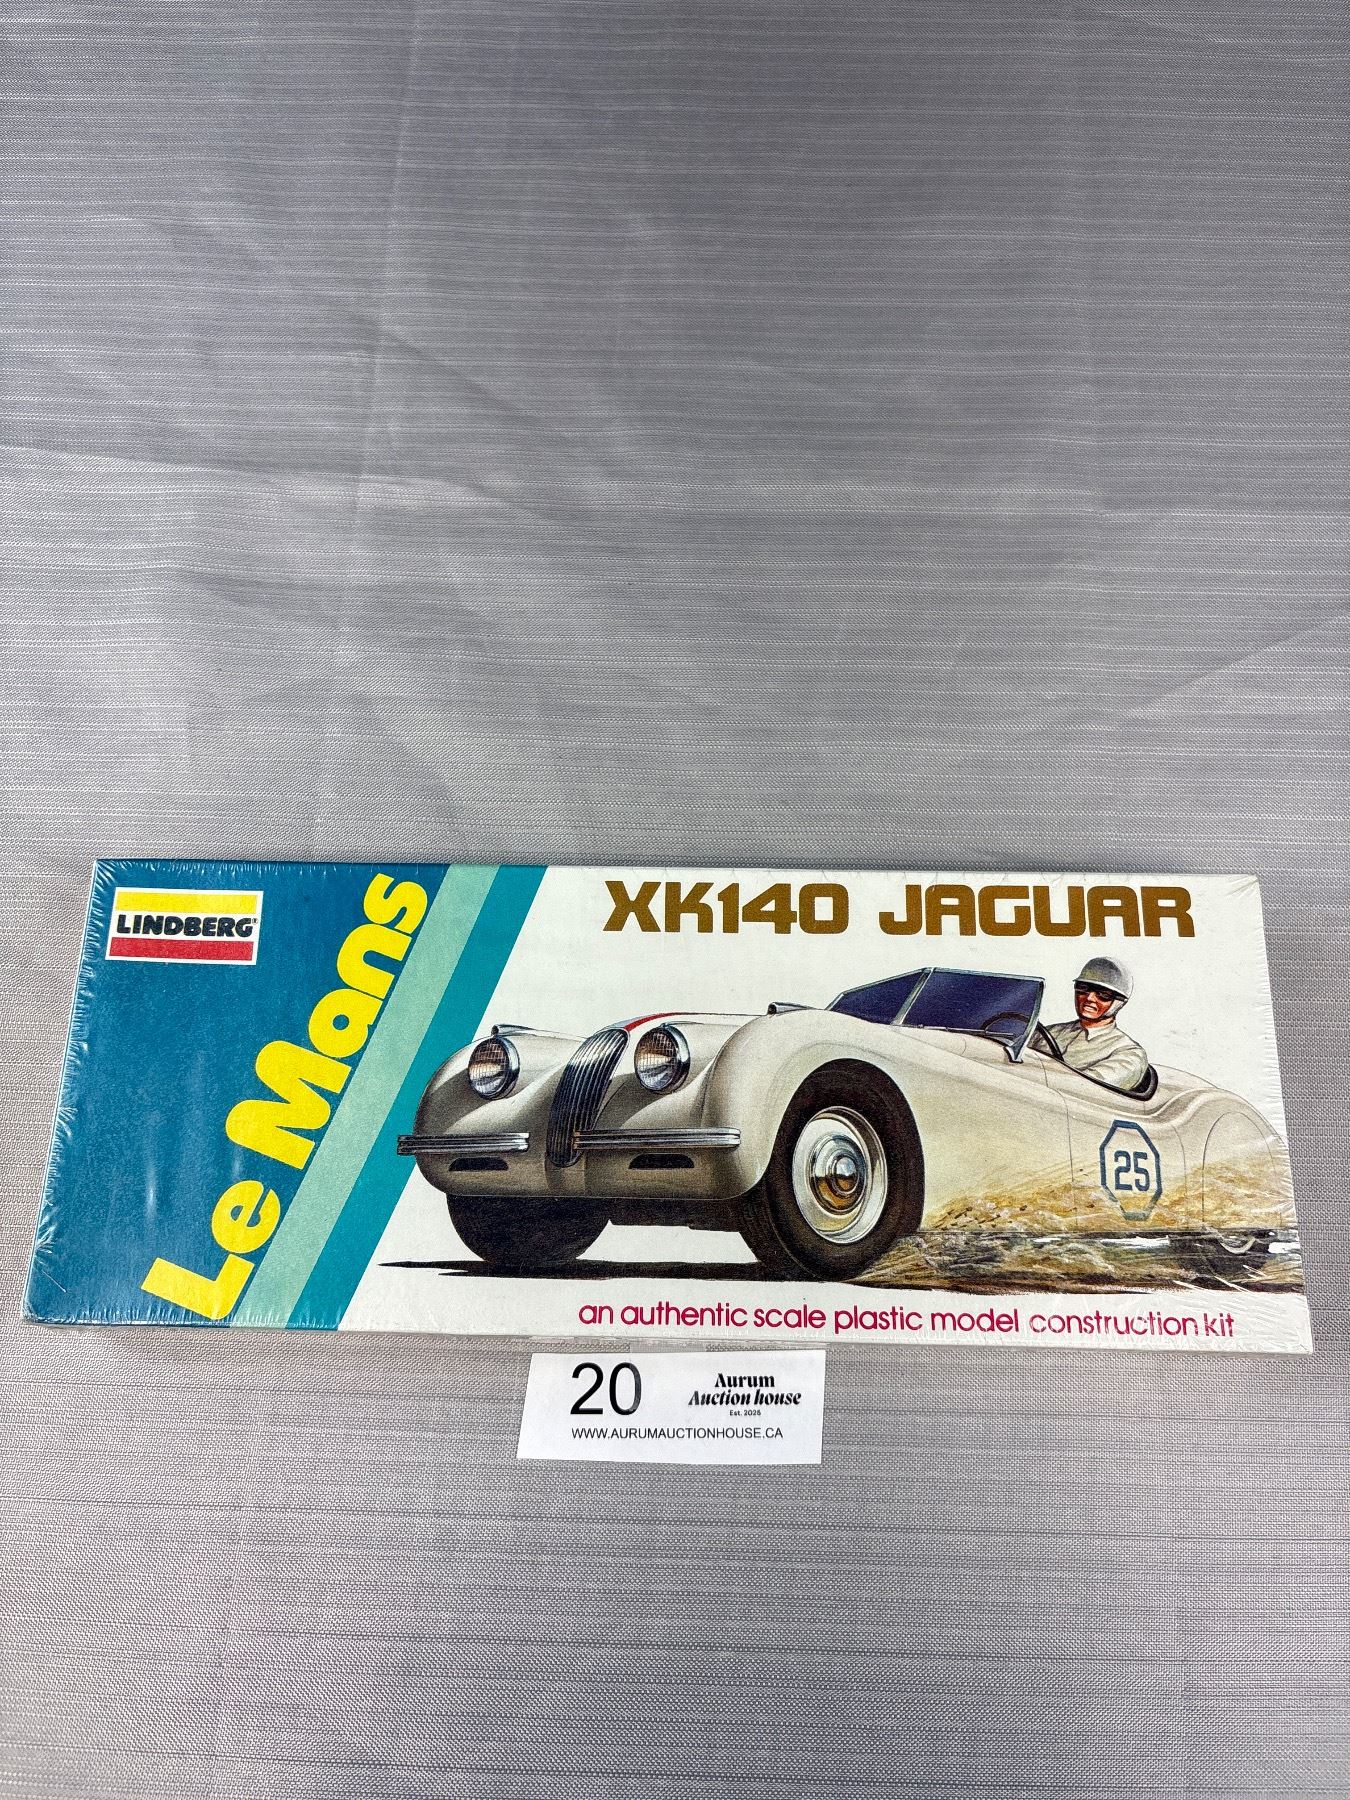 LINDBERG®
Le Mans
XK140 JAGUAR
25
an authentic scale plastic model construction kit
20
Aurum
Auction house
Est. 2025
WWW.AURUMAUCTIONHOUSE.CA